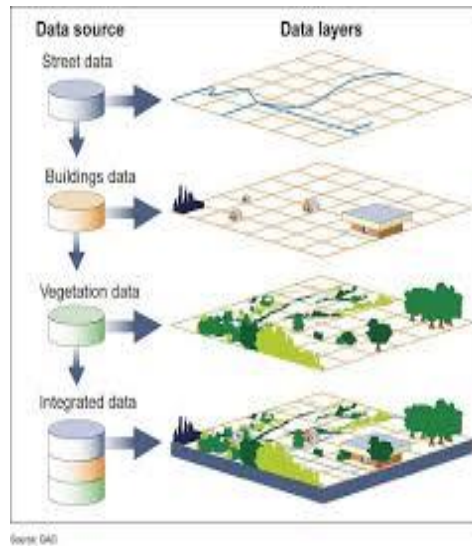 Data source
Data layers
Street data
Buildings data
Vegetation data
Integrated data
Source: GAO